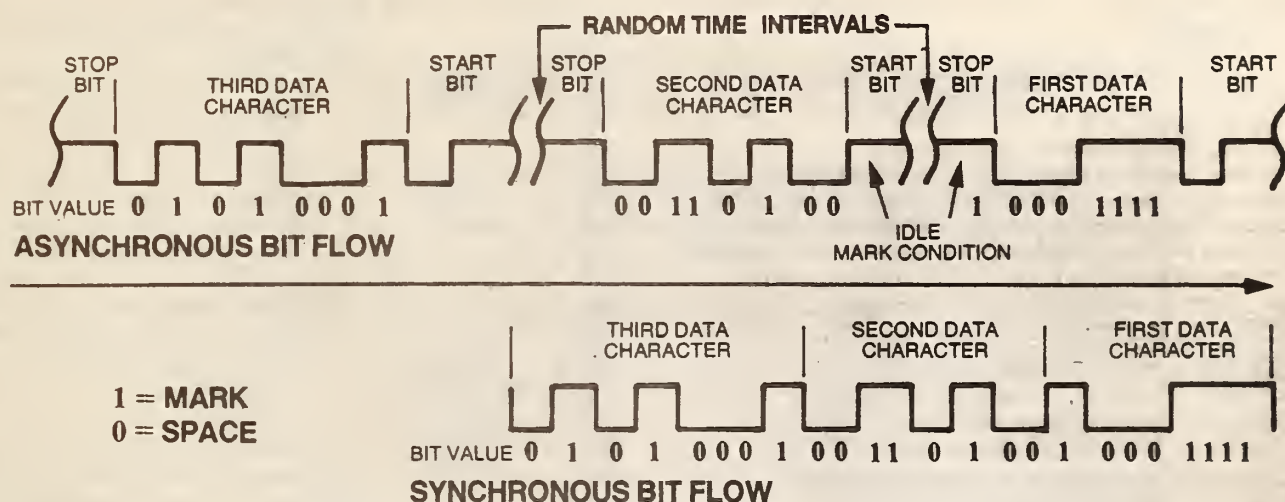 RANDOM TIME INTERVALS
STOP BIT
THIRD DATA CHARACTER
START BIT
STOP BIT
SECOND DATA CHARACTER
START BIT
STOP BIT
FIRST DATA CHARACTER
START BIT
BIT VALUE 0 1 0 1 000 1 00 11 0 1 00 1 000 1111
ASYNCHRONOUS BIT FLOW
IDLE
MARK CONDITION
THIRD DATA CHARACTER
SECOND DATA CHARACTER
FIRST DATA CHARACTER
1 = MARK
0 = SPACE
BIT VALUE 0 1 0 1 000 1 00 11 0 1 00 1 000 1111
SYNCHRONOUS BIT FLOW